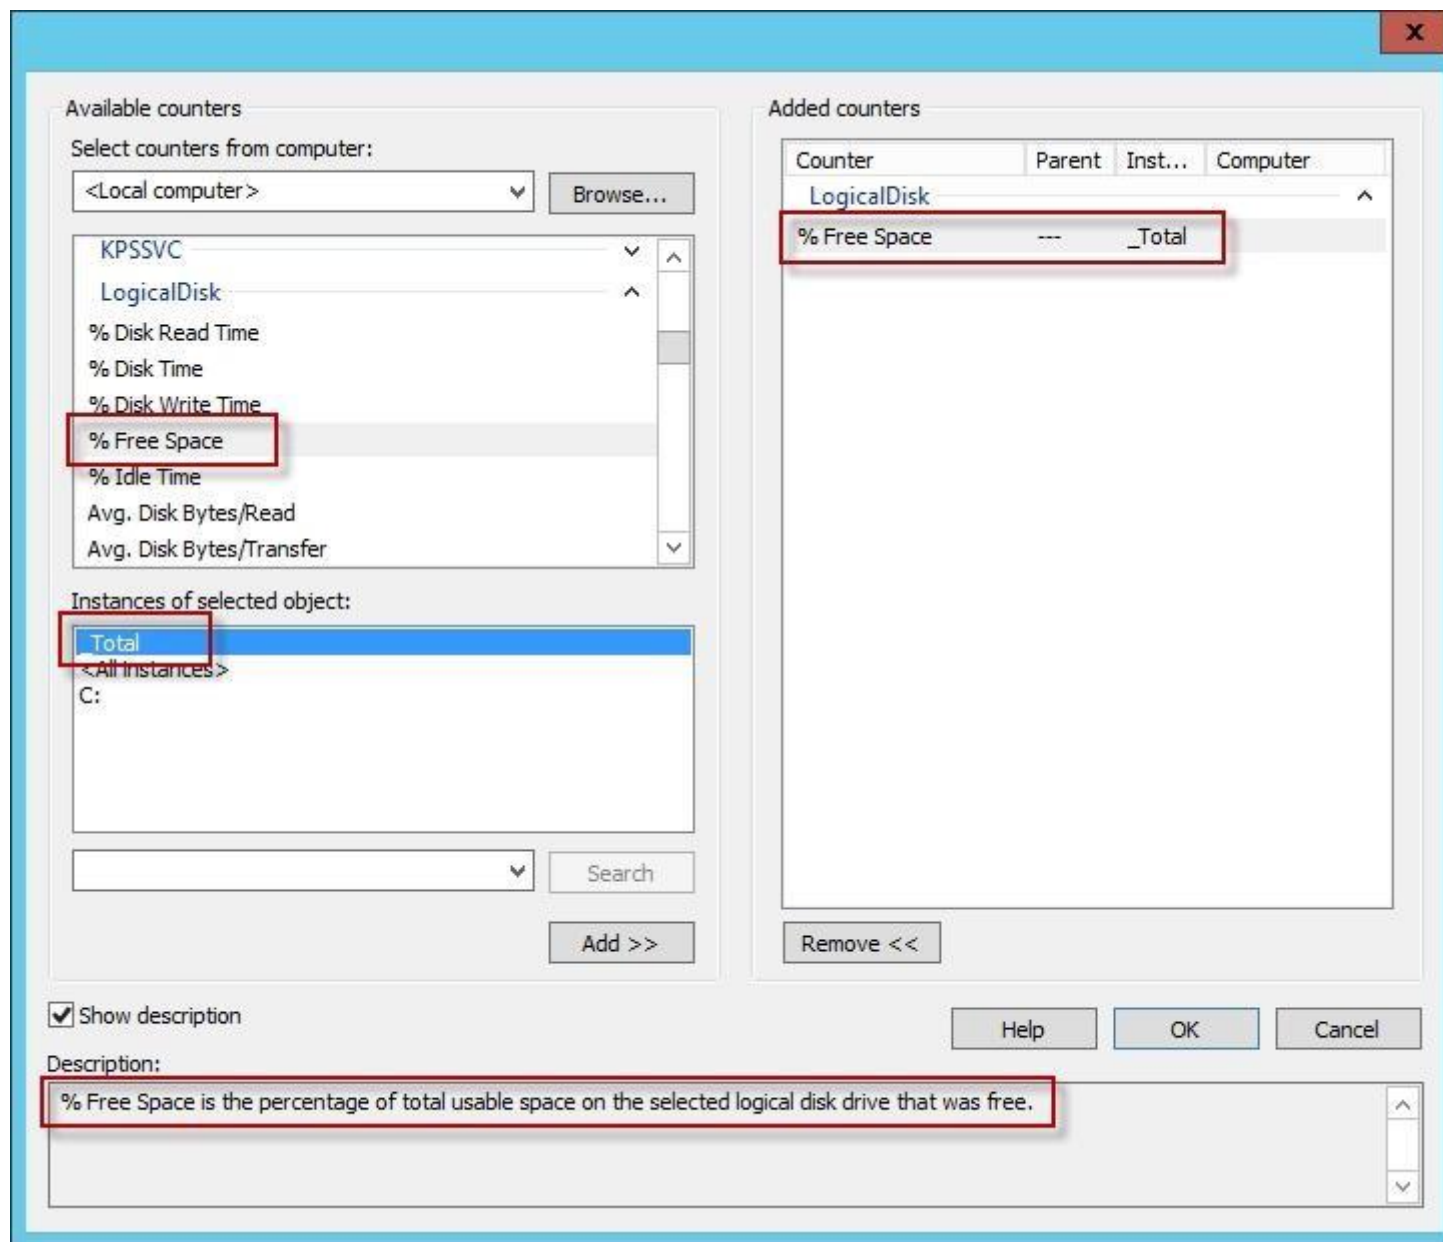 x
Available counters
Select counters from computer:
<Local computer>
Browse...
KPSSVC
LogicalDisk
% Disk Read Time
% Disk Time
% Disk Write Time
% Free Space
% Idle Time
Avg. Disk Bytes/Read
Avg. Disk Bytes/Transfer
Instances of selected object:
_Total
<All instances>
C:
Search
Add >>
Added counters
Counter Parent Inst... Computer
LogicalDisk
% Free Space --- _Total
Remove <<
Show description
Help OK Cancel
Description:
% Free Space is the percentage of total usable space on the selected logical disk drive that was free.